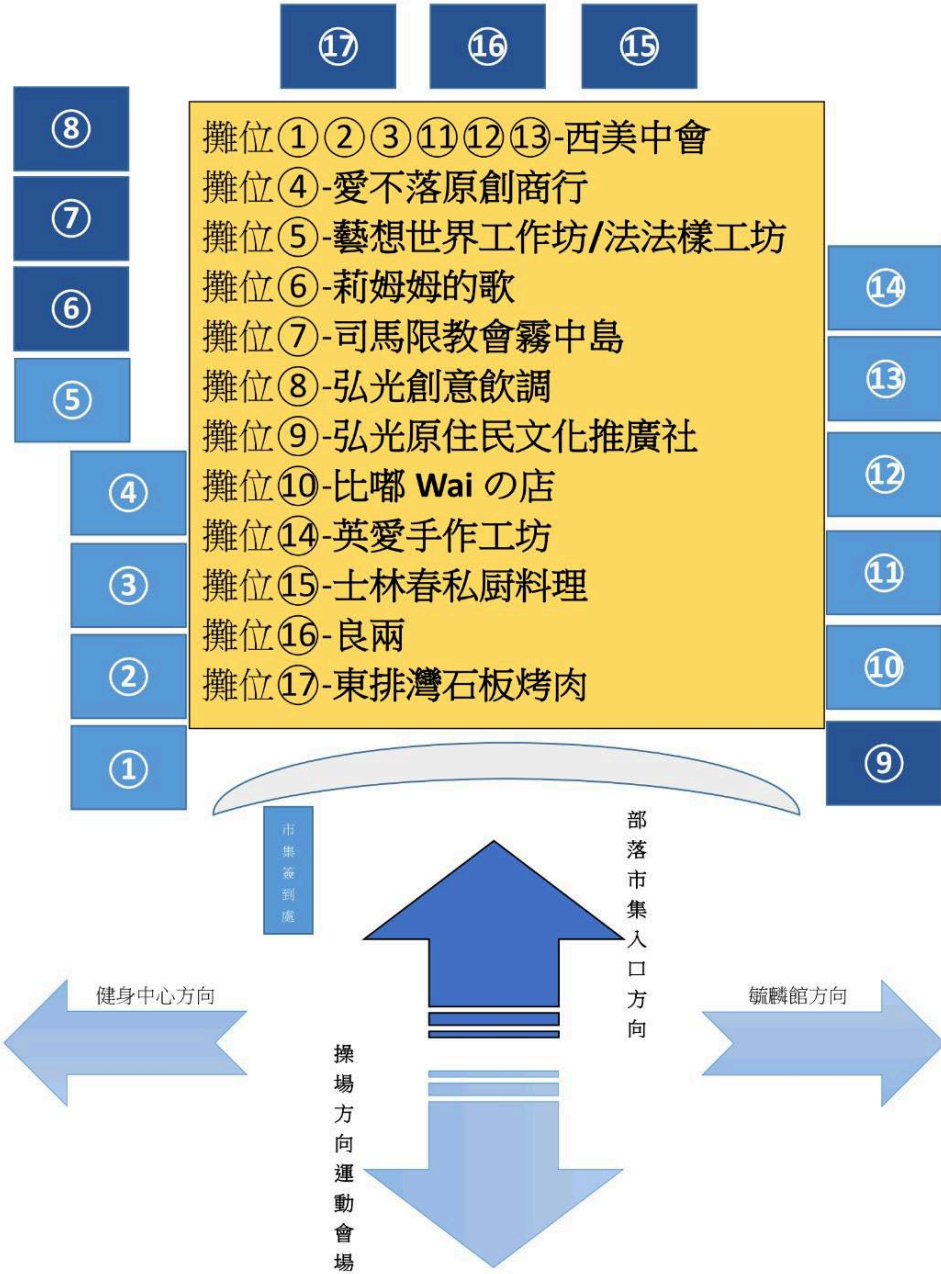 ⑰ ⑯ ⑮
⑧
⑦
⑥
⑤
④
③
②
①
攤位①②③⑪⑫⑬-西美中會
攤位④-愛不落原創商行
攤位⑤-藝想世界工作坊/法法樣工坊
攤位⑥-莉姆姆的歌
攤位⑦-司馬限教會霧中島
攤位⑧-弘光創意飲調
攤位⑨-弘光原住民文化推廣社
攤位⑩-比嘟 Wai の店
攤位⑭-英愛手作工坊
攤位⑮-士林春私厨料理
攤位⑯-良兩
攤位⑰-東排灣石板烤肉
⑭
⑬
⑫
⑪
⑩
⑨
市集簽到處
部落市集入口方向
健身中心方向
毓麟館方向
操場方向運動會場